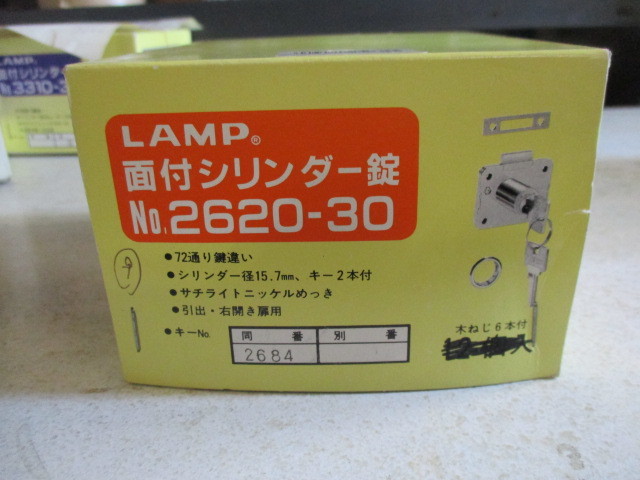 LAMP.
面付シリンダー
No.3310-3
LAMP®
面付シリンダー錠
No.2620-30
9
●72通り鍵違い
●シリンダー径15.7mm、キー2本付
●サチライトニッケルめっき
●引出・右開き扉用
●キーNo. 同番 別番
2684
木ねじ6本付